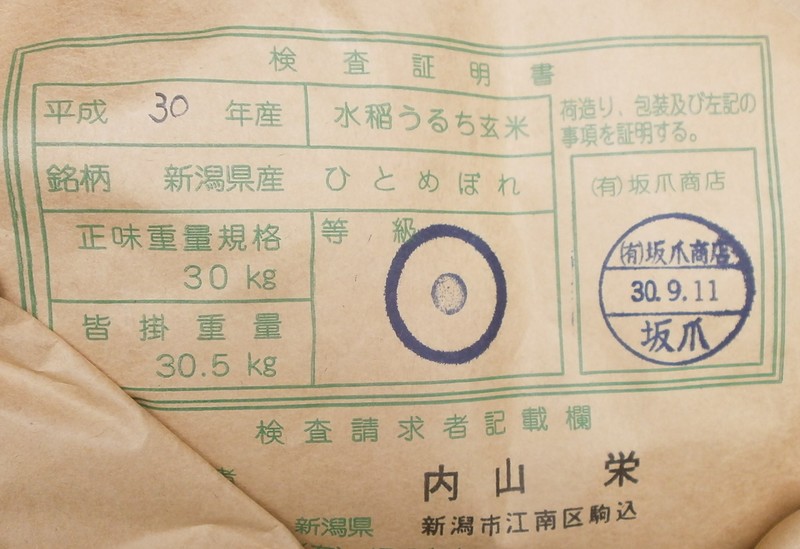 検査証明書
平成 30 年産 水稲うるち玄米
銘柄 新潟県産 ひとめぼれ
正味重量規格
30 kg
皆掛重量
30.5 kg
等級
荷造り、包装及び左記の
事項を証明する。
(有)坂爪商店
(有)坂爪商店
30.9.11
坂爪
検査請求者記載欄
者 内山 栄
新潟県 新潟市江南区駒込